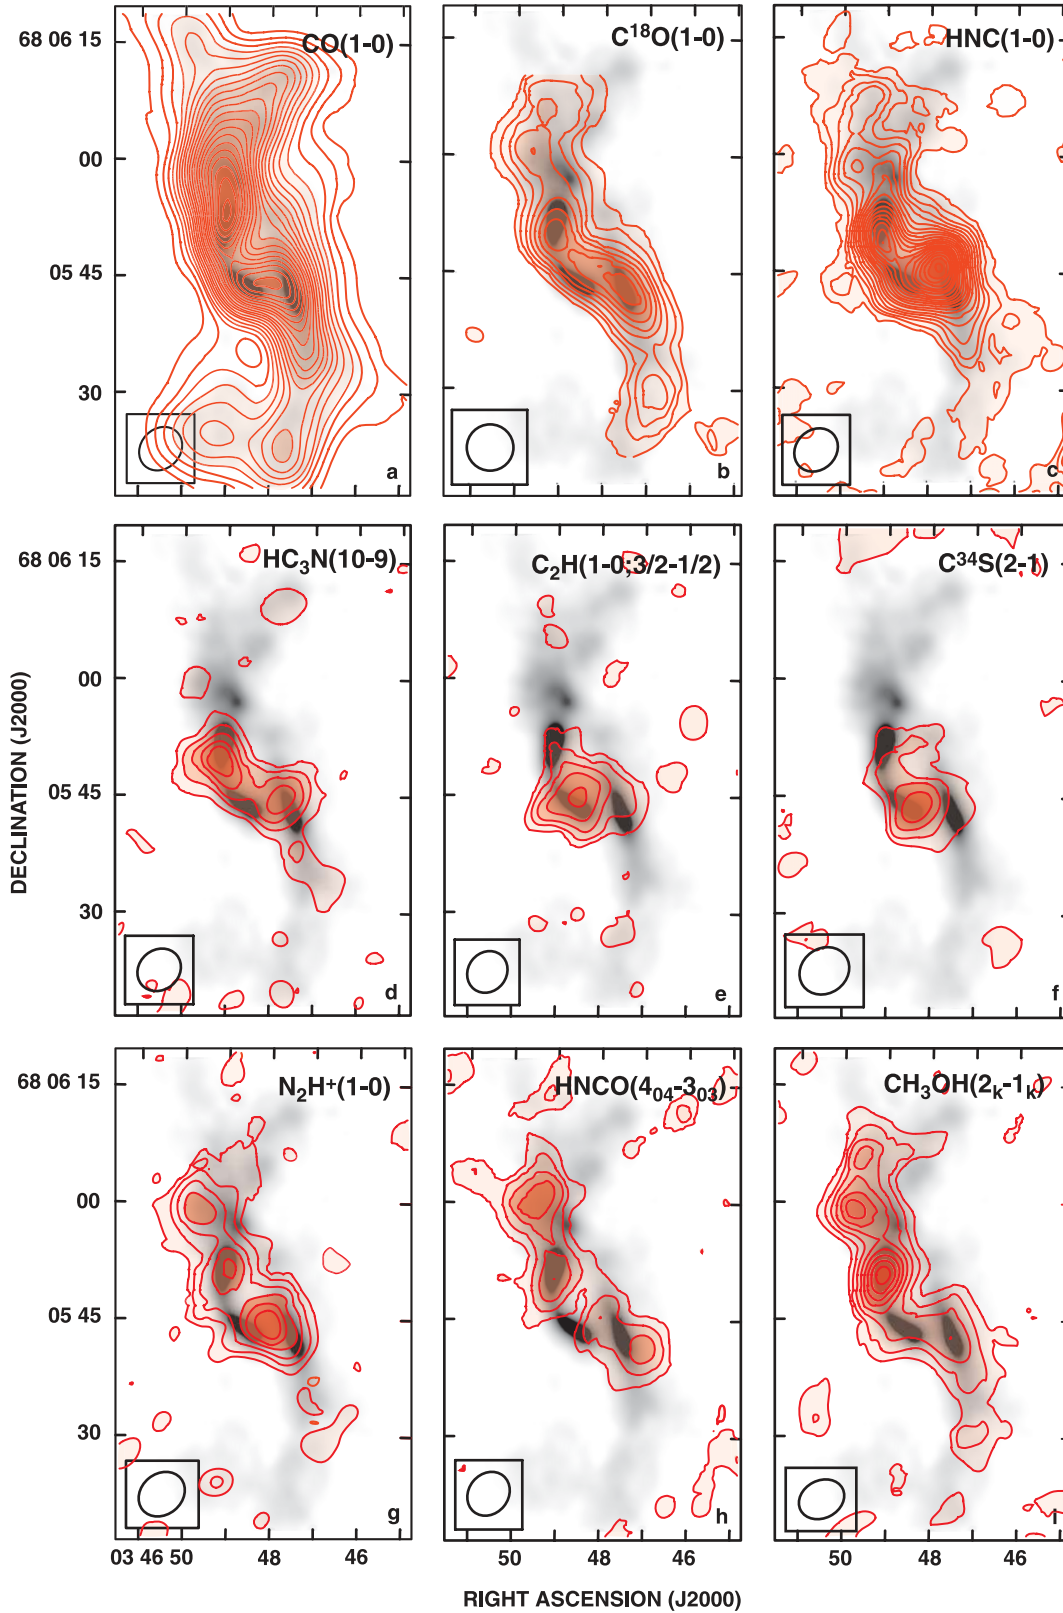 68 06 15
00
05 45
30
CO(1-0)
a
C¹⁸O(1-0)
b
HNC(1-0)
c
68 06 15
00
05 45
30
HC₃N(10-9)
d
C₂H(1-0;3/2-1/2)
e
C³⁴S(2-1)
f
DECLINATION (J2000)
68 06 15
00
05 45
30
N₂H⁺(1-0)
g
HNCO(4₀₄-3₀₃)
h
CH₃OH(2ₖ-1ₖ)
i
03 46 50 48 46
50 48 46
50 48 46
RIGHT ASCENSION (J2000)